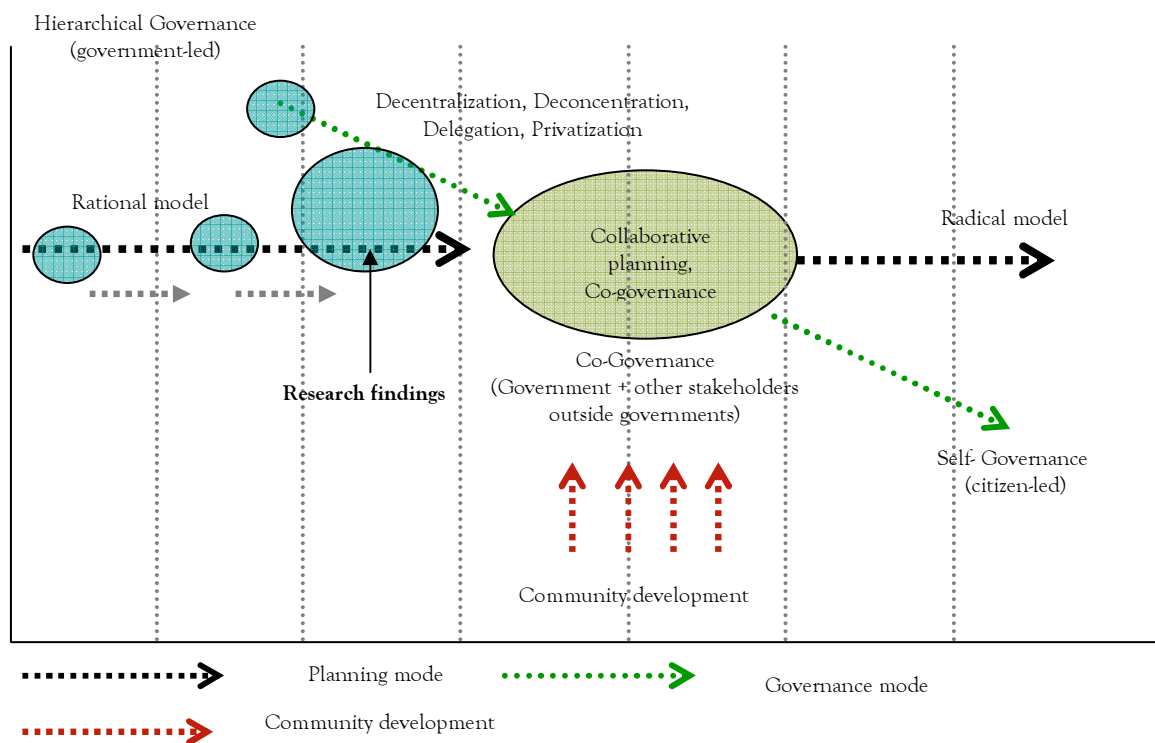 Hierarchical Governance
(government-led)
Decentralization, Deconcentration,
Delegation, Privatization
Rational model
Radical model
Collaborative
planning,
Co-governance
Research findings
Co-Governance
(Government + other stakeholders
outside governments)
Self- Governance
(citizen-led)
Community development
Planning mode
Governance mode
Community development